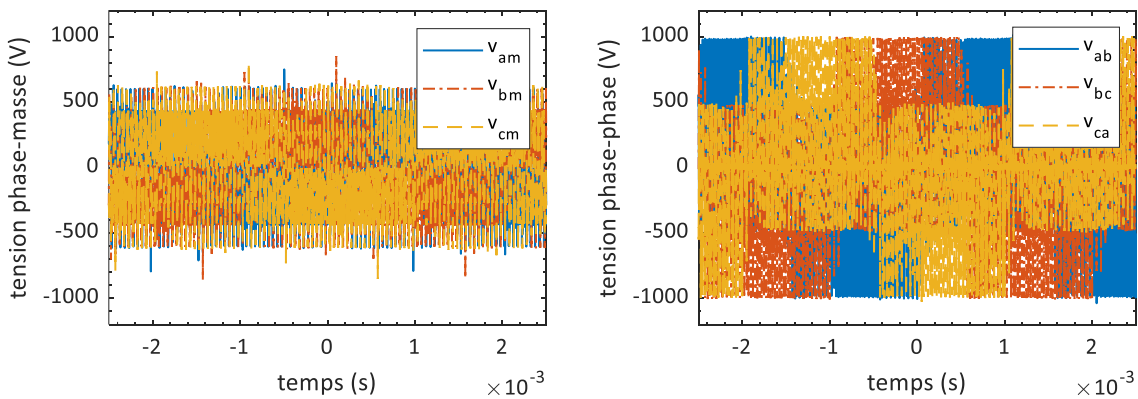 tension phase-masse (V)
1000
500
0
-500
-1000
v_am
v_bm
v_cm
-2
-1
0
1
2
temps (s)
×10^-3
tension phase-phase (V)
1000
500
0
-500
-1000
v_ab
v_bc
v_ca
-2
-1
0
1
2
temps (s)
×10^-3